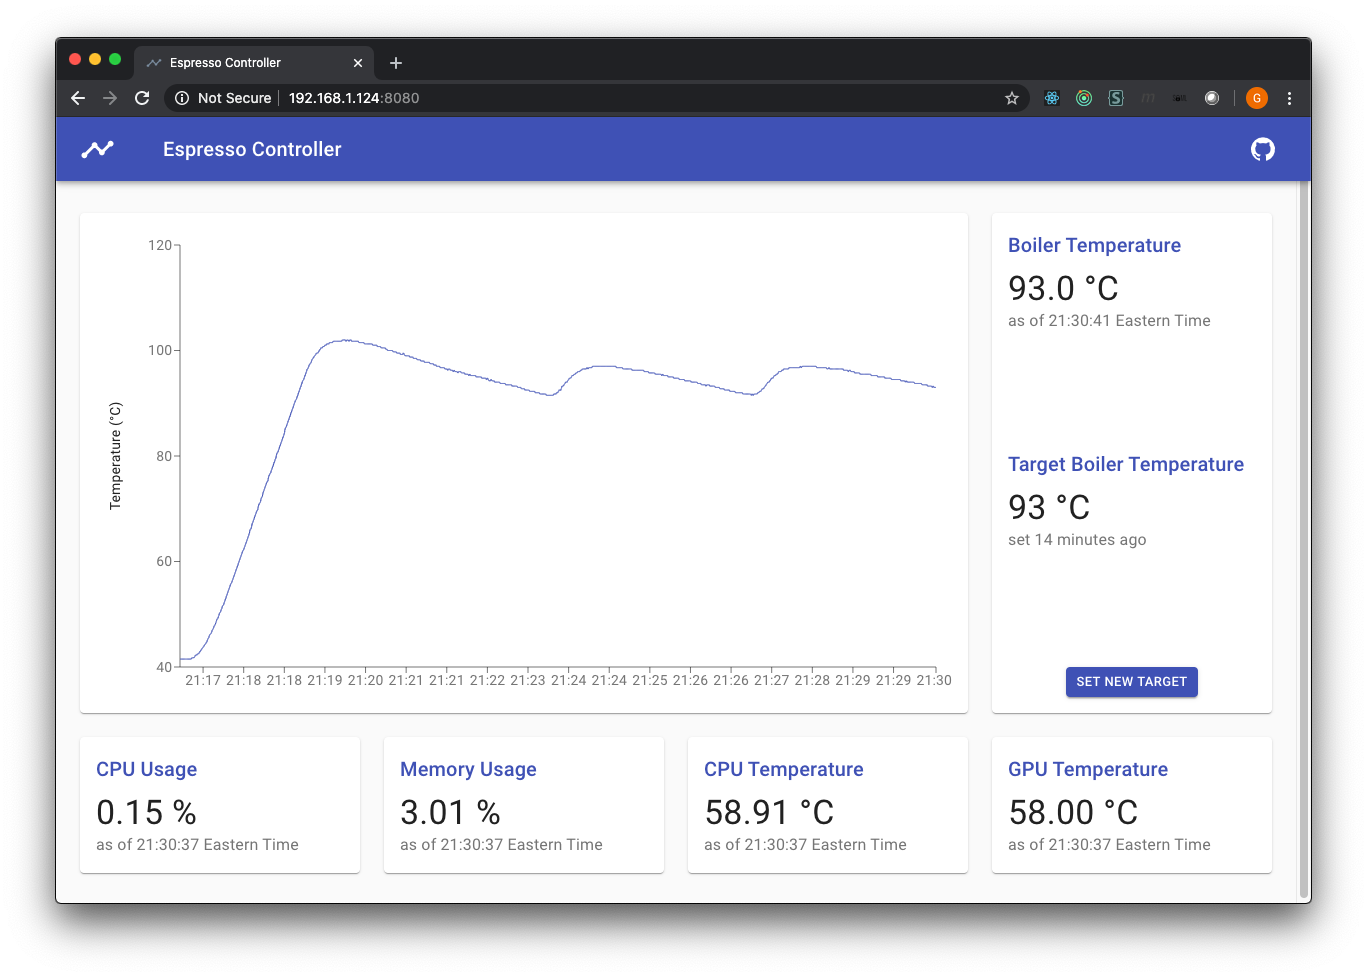 Espresso Controller
Not Secure 192.168.1.124:8080
G
Espresso Controller
120
100
80
60
40
Temperature (°C)
21:17 21:18 21:18 21:19 21:20 21:21 21:21 21:22 21:23 21:24 21:24 21:25 21:26 21:26 21:27 21:28 21:29 21:29 21:30
Boiler Temperature
93.0 °C
as of 21:30:41 Eastern Time
Target Boiler Temperature
93 °C
set 14 minutes ago
SET NEW TARGET
CPU Usage
0.15 %
as of 21:30:37 Eastern Time
Memory Usage
3.01 %
as of 21:30:37 Eastern Time
CPU Temperature
58.91 °C
as of 21:30:37 Eastern Time
GPU Temperature
58.00 °C
as of 21:30:37 Eastern Time